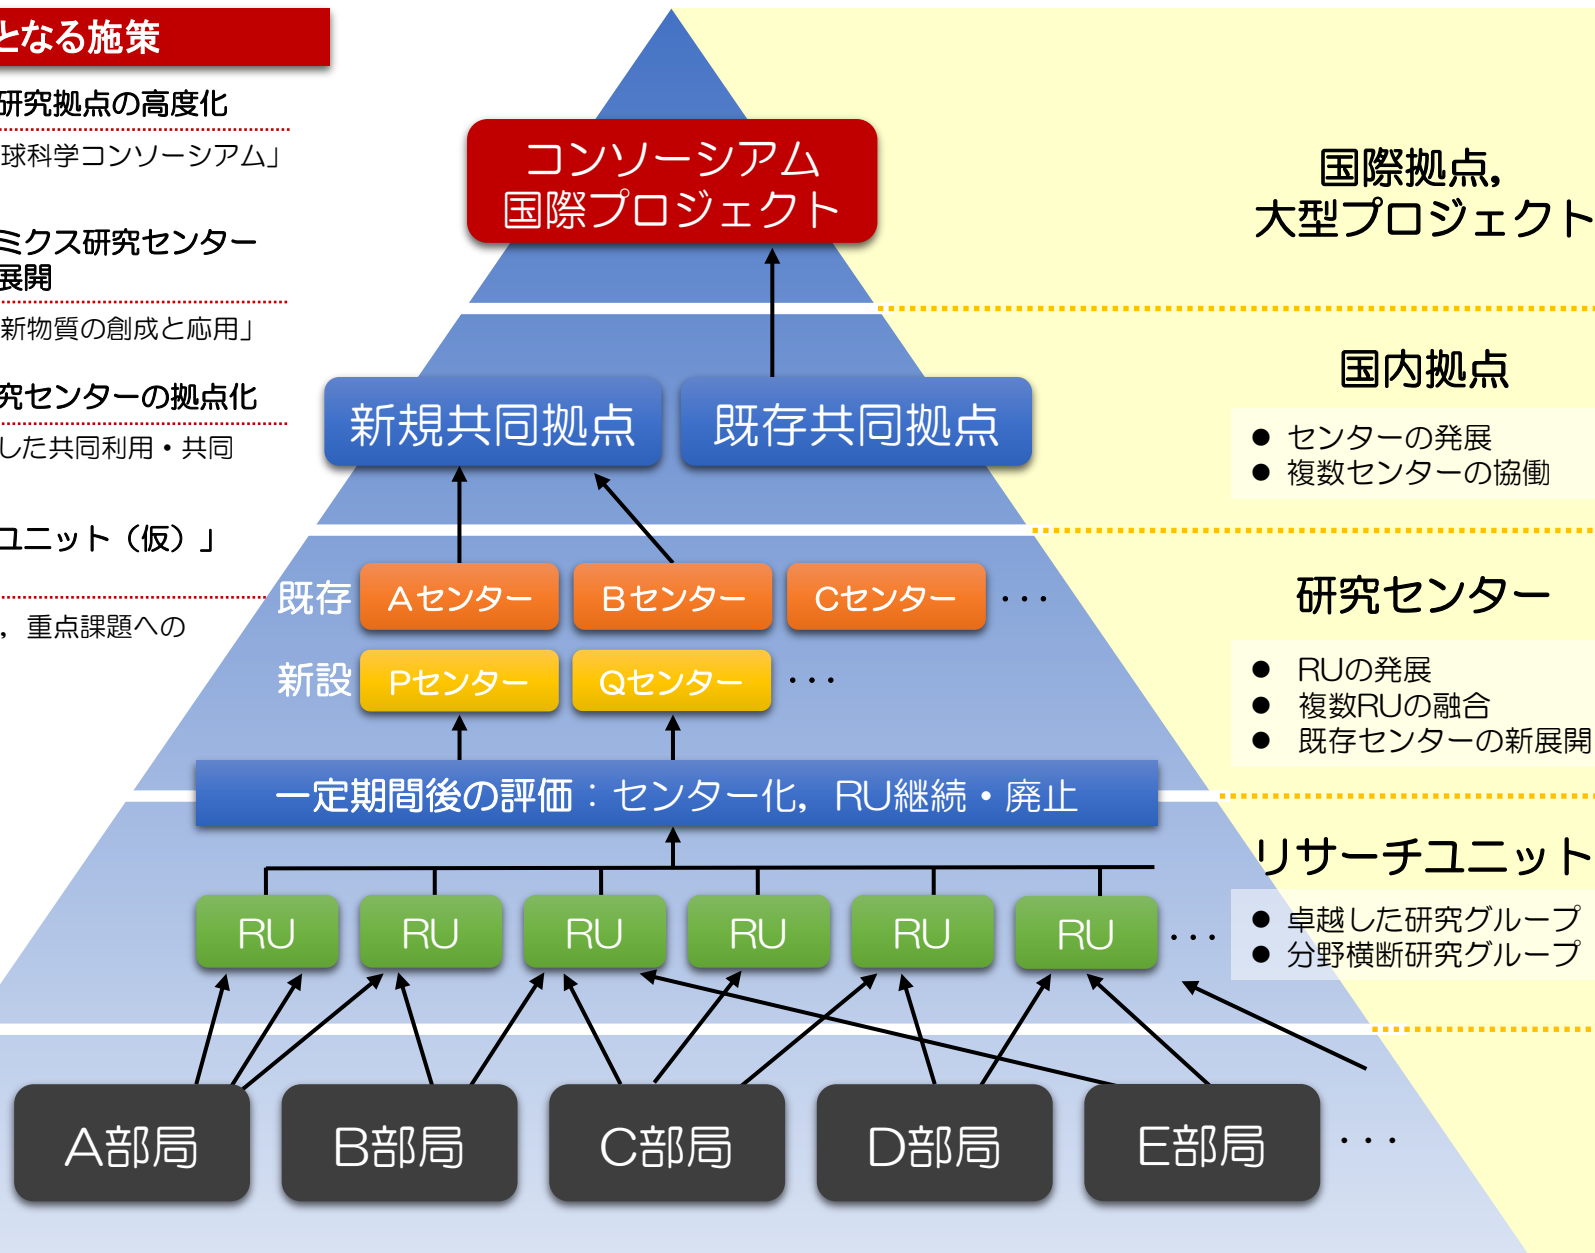 となる施策
研究拠点の高度化
球科学コンソーシアム」
ミクス研究センター
展開
新物質の創成と応用」
究センターの拠点化
した共同利用・共同
ユニット（仮）」
，重点課題への
コンソーシアム
国際プロジェクト
国際拠点，
大型プロジェクト
新規共同拠点 既存共同拠点
国内拠点
● センターの発展
● 複数センターの協働
既存 Aセンター Bセンター Cセンター ・・・
新設 Pセンター Qセンター ・・・
研究センター
● RUの発展
● 複数RUの融合
● 既存センターの新展開
一定期間後の評価：センター化，RU継続・廃止
リサーチユニット
● 卓越した研究グループ
● 分野横断研究グループ
RU RU RU RU RU RU ・・・
A部局 B部局 C部局 D部局 E部局 ・・・